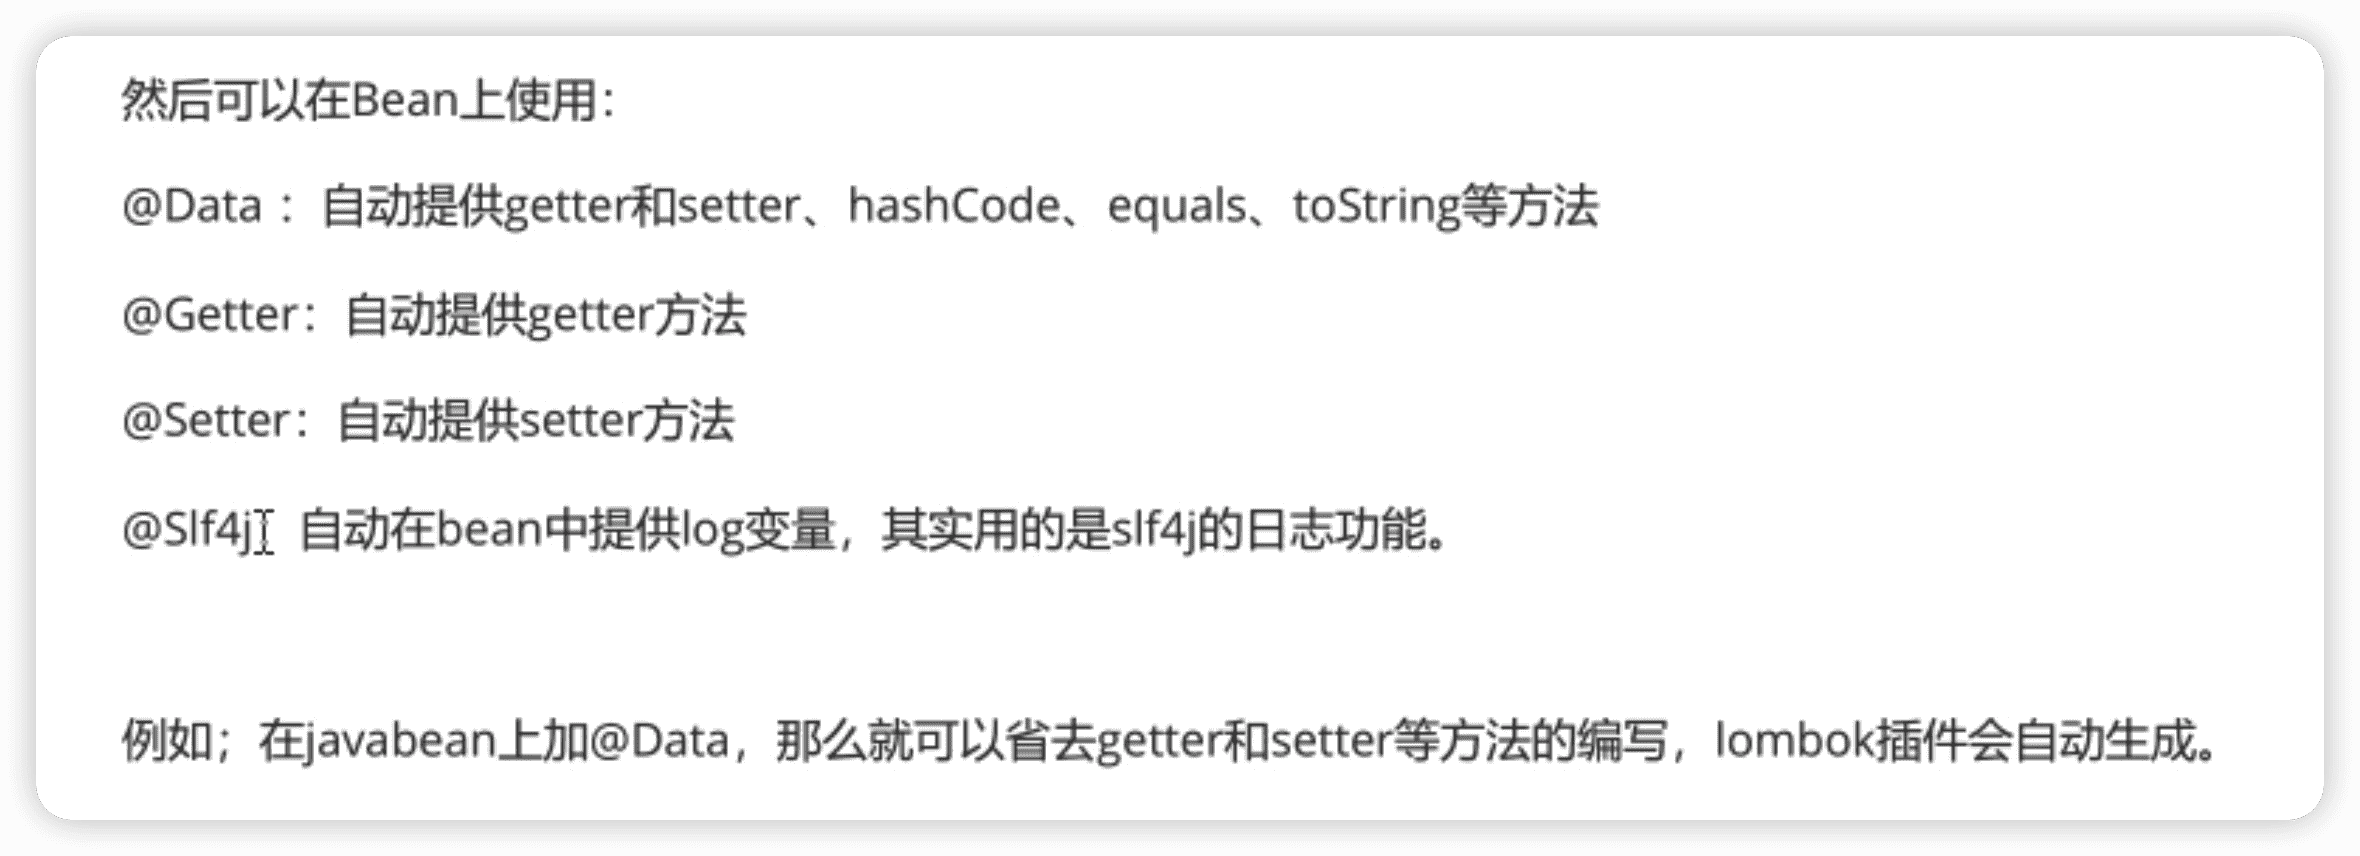 然后可以在Bean上使用：
@Data ：自动提供getter和setter、hashCode、equals、toString等方法
@Getter：自动提供getter方法
@Setter：自动提供setter方法
@Slf4j 自动在bean中提供log变量，其实用的是slf4j的日志功能。
例如；在javabean上加@Data，那么就可以省去getter和setter等方法的编写，lombok插件会自动生成。